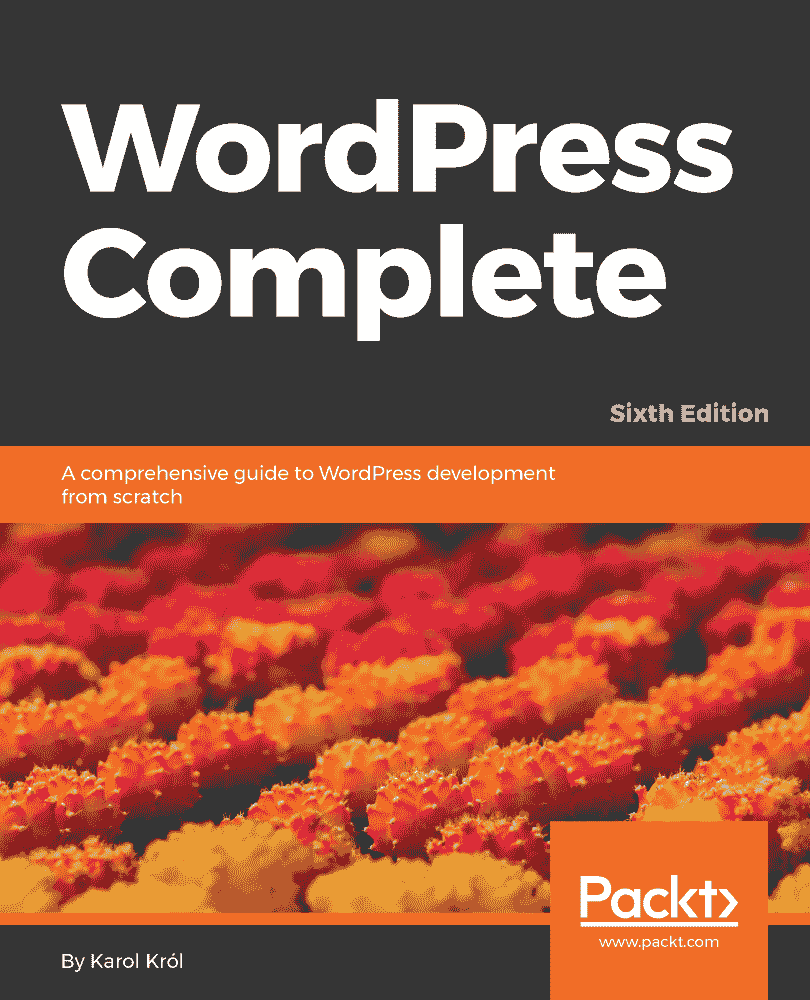 WordPress
Complete
Sixth Edition
A comprehensive guide to WordPress development
from scratch
Packt>
www.packt.com
By Karol Król